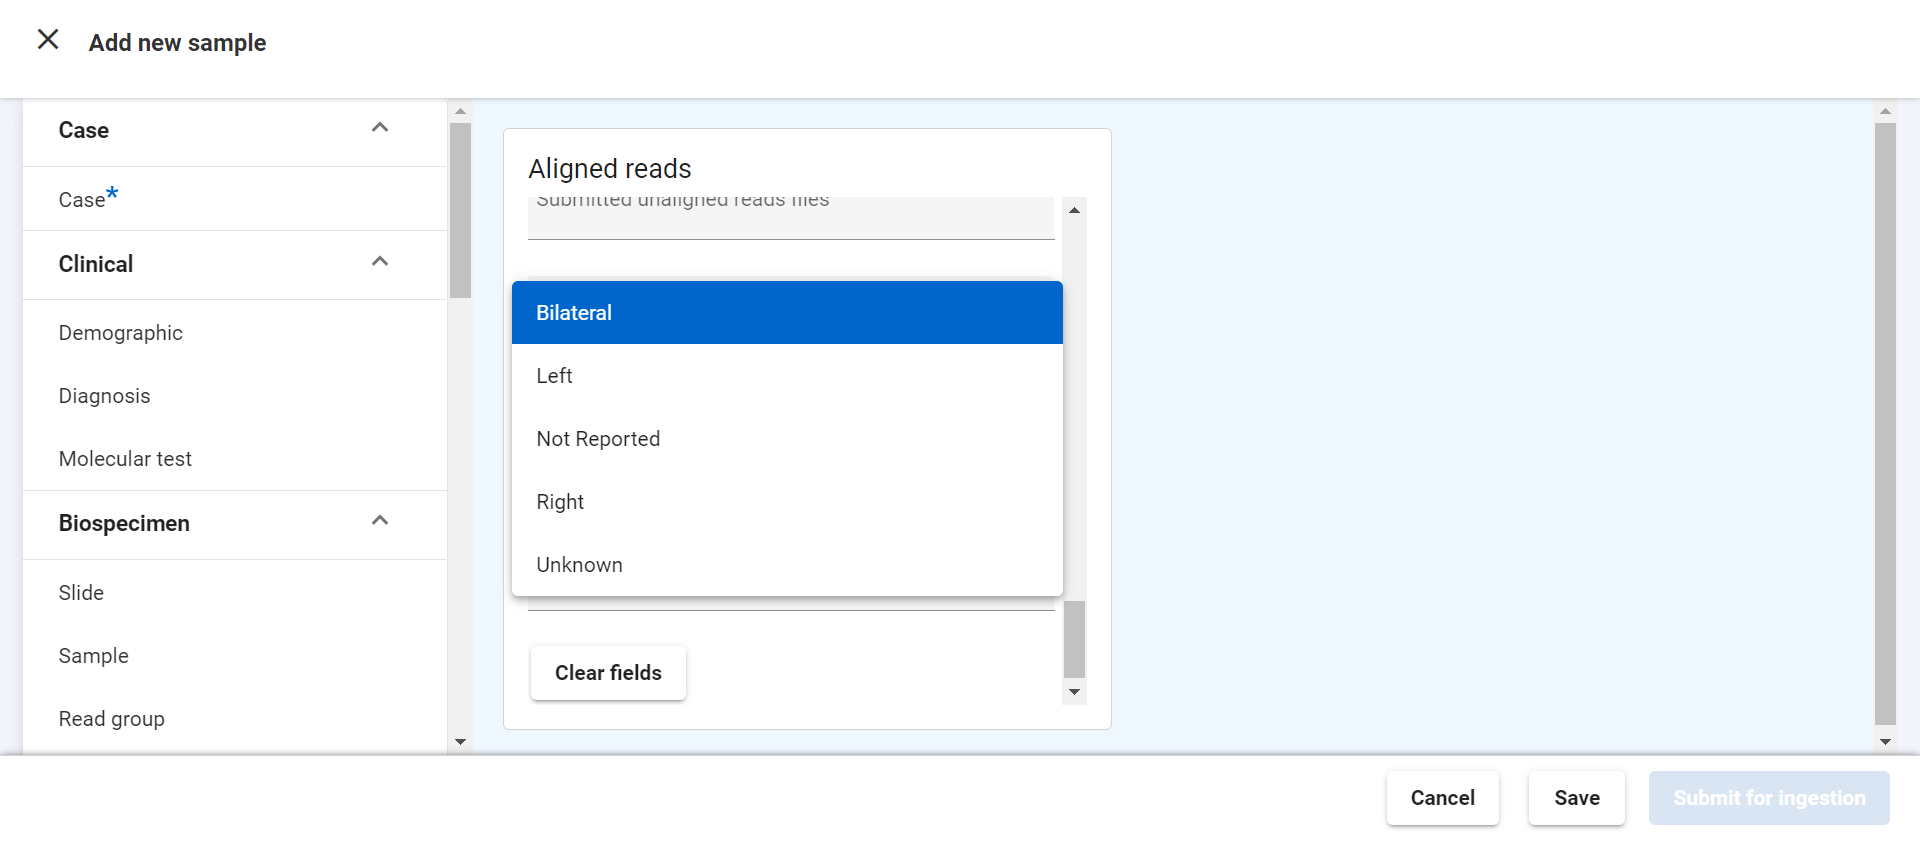 Add new sample
Case
Case*
Clinical
Demographic
Diagnosis
Molecular test
Biospecimen
Slide
Sample
Read group
Aligned reads
Submitted unaligned reads files
Bilateral
Left
Not Reported
Right
Unknown
Clear fields
Cancel
Save
Submit for ingestion